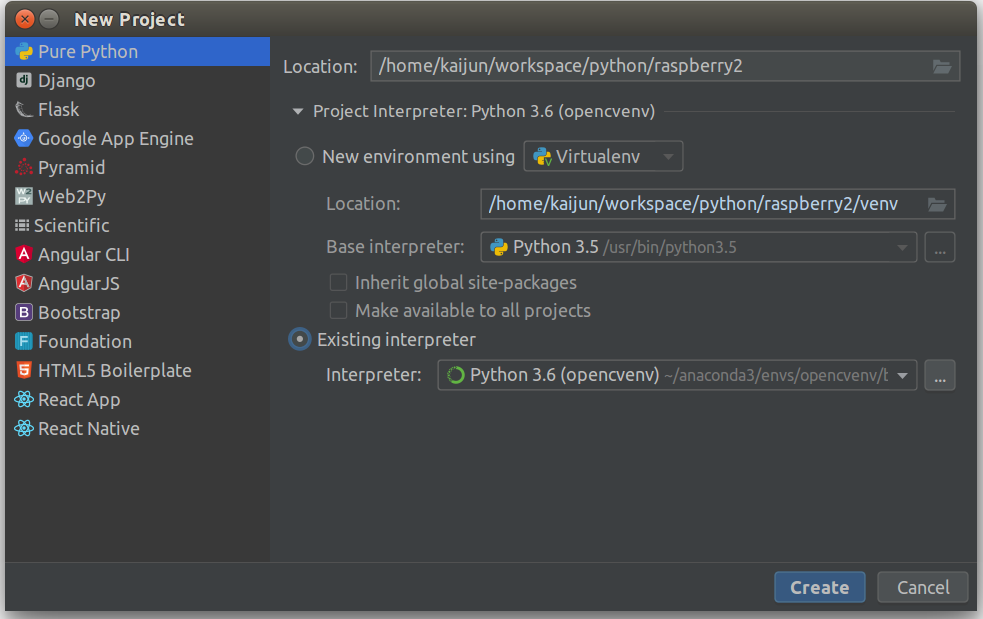 New Project
Pure Python
Django
Flask
Google App Engine
Pyramid
Web2Py
Scientific
Angular CLI
AngularJS
Bootstrap
Foundation
HTML5 Boilerplate
React App
React Native
Location: /home/kaijun/workspace/python/raspberry2
Project Interpreter: Python 3.6 (opencvenv)
New environment using Virtualenv
Location: /home/kaijun/workspace/python/raspberry2/venv
Base interpreter: Python 3.5 /usr/bin/python3.5 ...
Inherit global site-packages
Make available to all projects
Existing interpreter
Interpreter: Python 3.6 (opencvenv) ~/anaconda3/envs/opencvenv/b ...
Create Cancel